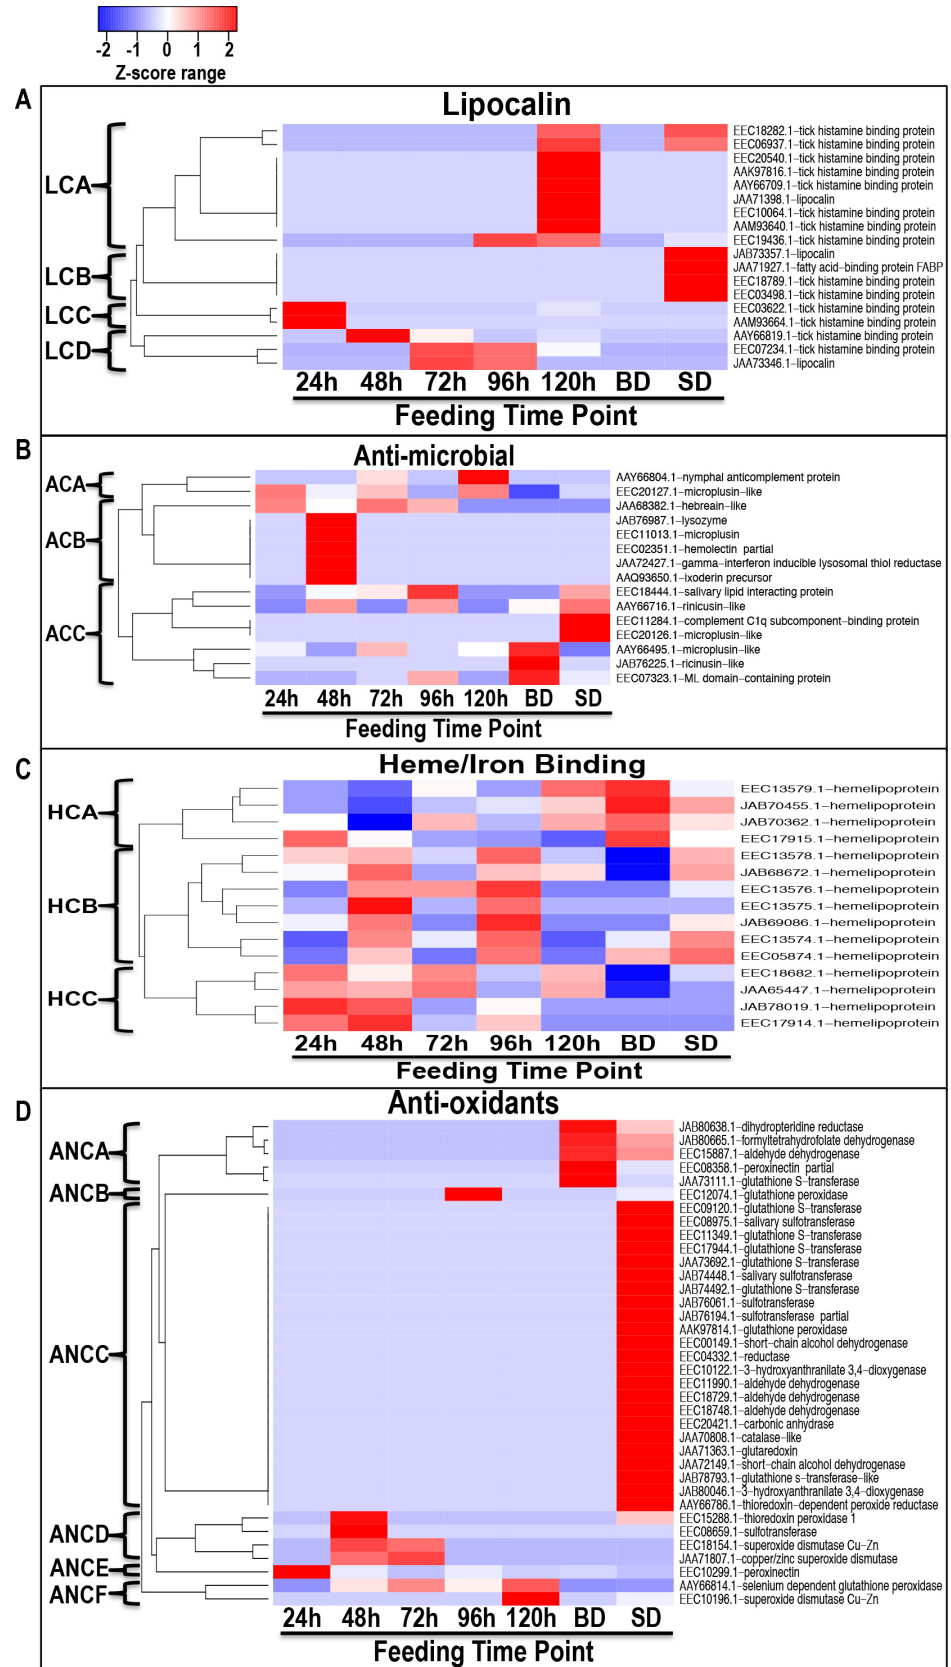 -2 -1 0 1 2
Z-score range
A
Lipocalin
LCA
LCB
LCC
LCD
EEC18282.1-tick histamine binding protein
EEC06937.1-tick histamine binding protein
EEC20540.1-tick histamine binding protein
AAK97816.1-tick histamine binding protein
AAY66709.1-tick histamine binding protein
JAA71398.1-lipocalin
EEC10064.1-tick histamine binding protein
AAM93640.1-tick histamine binding protein
EEC19436.1-tick histamine binding protein
JAB73357.1-lipocalin
JAA71927.1-fatty acid-binding protein FABP
EEC18789.1-tick histamine binding protein
EEC03498.1-tick histamine binding protein
EEC03622.1-tick histamine binding protein
AAM93664.1-tick histamine binding protein
AAY66819.1-tick histamine binding protein
EEC07234.1-tick histamine binding protein
JAA73346.1-lipocalin
24h 48h 72h 96h 120h BD SD
Feeding Time Point
B
Anti-microbial
ACA
ACB
ACC
AAY66804.1-nymphal anticomplement protein
EEC20127.1-microplusin-like
JAA68382.1-hebreain-like
JAB76987.1-lysozyme
EEC11013.1-microplusin
EEC02351.1-hemolectin partial
JAA72427.1-gamma-interferon inducible lysosomal thiol reductase
AAQ93650.1-ixoderin precursor
EEC18444.1-salivary lipid interacting protein
AAY66716.1-rinicusin-like
EEC11284.1-complement C1q subcomponent-binding protein
EEC20126.1-microplusin-like
AAY66495.1-microplusin-like
JAB76225.1-ricinusin-like
EEC07323.1-ML domain-containing protein
24h 48h 72h 96h 120h BD SD
Feeding Time Point
C
Heme/Iron Binding
HCA
HCB
HCC
EEC13579.1-hemelipoprotein
JAB70455.1-hemelipoprotein
JAB70362.1-hemelipoprotein
EEC17915.1-hemelipoprotein
EEC13578.1-hemelipoprotein
JAB68672.1-hemelipoprotein
EEC13576.1-hemelipoprotein
EEC13575.1-hemelipoprotein
JAB69086.1-hemelipoprotein
EEC13574.1-hemelipoprotein
EEC05874.1-hemelipoprotein
EEC18682.1-hemelipoprotein
JAA65447.1-hemelipoprotein
JAB78019.1-hemelipoprotein
EEC17914.1-hemelipoprotein
24h 48h 72h 96h 120h BD SD
Feeding Time Point
D
Anti-oxidants
ANCA
ANCB
ANCC
ANCD
ANCE
ANCF
JAB80638.1-dihydropteridine reductase
JAB80665.1-formyltetrahydrofolate dehydrogenase
EEC15887.1-aldehyde dehydrogenase
EEC08358.1-peroxinectin partial
JAA73111.1-glutathione S-transferase
EEC12074.1-glutathione peroxidase
EEC09120.1-glutathione S-transferase
EEC08975.1-salivary sulfotransferase
EEC11349.1-glutathione S-transferase
EEC17944.1-glutathione S-transferase
JAA73692.1-glutathione S-transferase
JAB74448.1-salivary sulfotransferase
JAB74492.1-glutathione S-transferase
JAB76061.1-sulfotransferase
JAB76194.1-sulfotransferase partial
AAK97814.1-glutathione peroxidase
EEC00149.1-short-chain alcohol dehydrogenase
EEC04332.1-reductase
EEC10122.1-3-hydroxyanthranilate 3,4-dioxygenase
EEC11990.1-aldehyde dehydrogenase
EEC18729.1-aldehyde dehydrogenase
EEC18748.1-aldehyde dehydrogenase
EEC20421.1-carbonic anhydrase
JAA70808.1-catalase-like
JAA71363.1-glutaredoxin
JAA72149.1-short-chain alcohol dehydrogenase
JAB78793.1-glutathione s-transferase-like
JAB80046.1-3-hydroxyanthranilate 3,4-dioxygenase
AAY66786.1-thioredoxin-dependent peroxide reductase
EEC15288.1-thioredoxin peroxidase 1
EEC08659.1-sulfotransferase
EEC18154.1-superoxide dismutase Cu-Zn
JAA71807.1-copper/zinc superoxide dismutase
EEC10299.1-peroxinectin
AAY66814.1-selenium dependent glutathione peroxidase
EEC10196.1-superoxide dismutase Cu-Zn
24h 48h 72h 96h 120h BD SD
Feeding Time Point